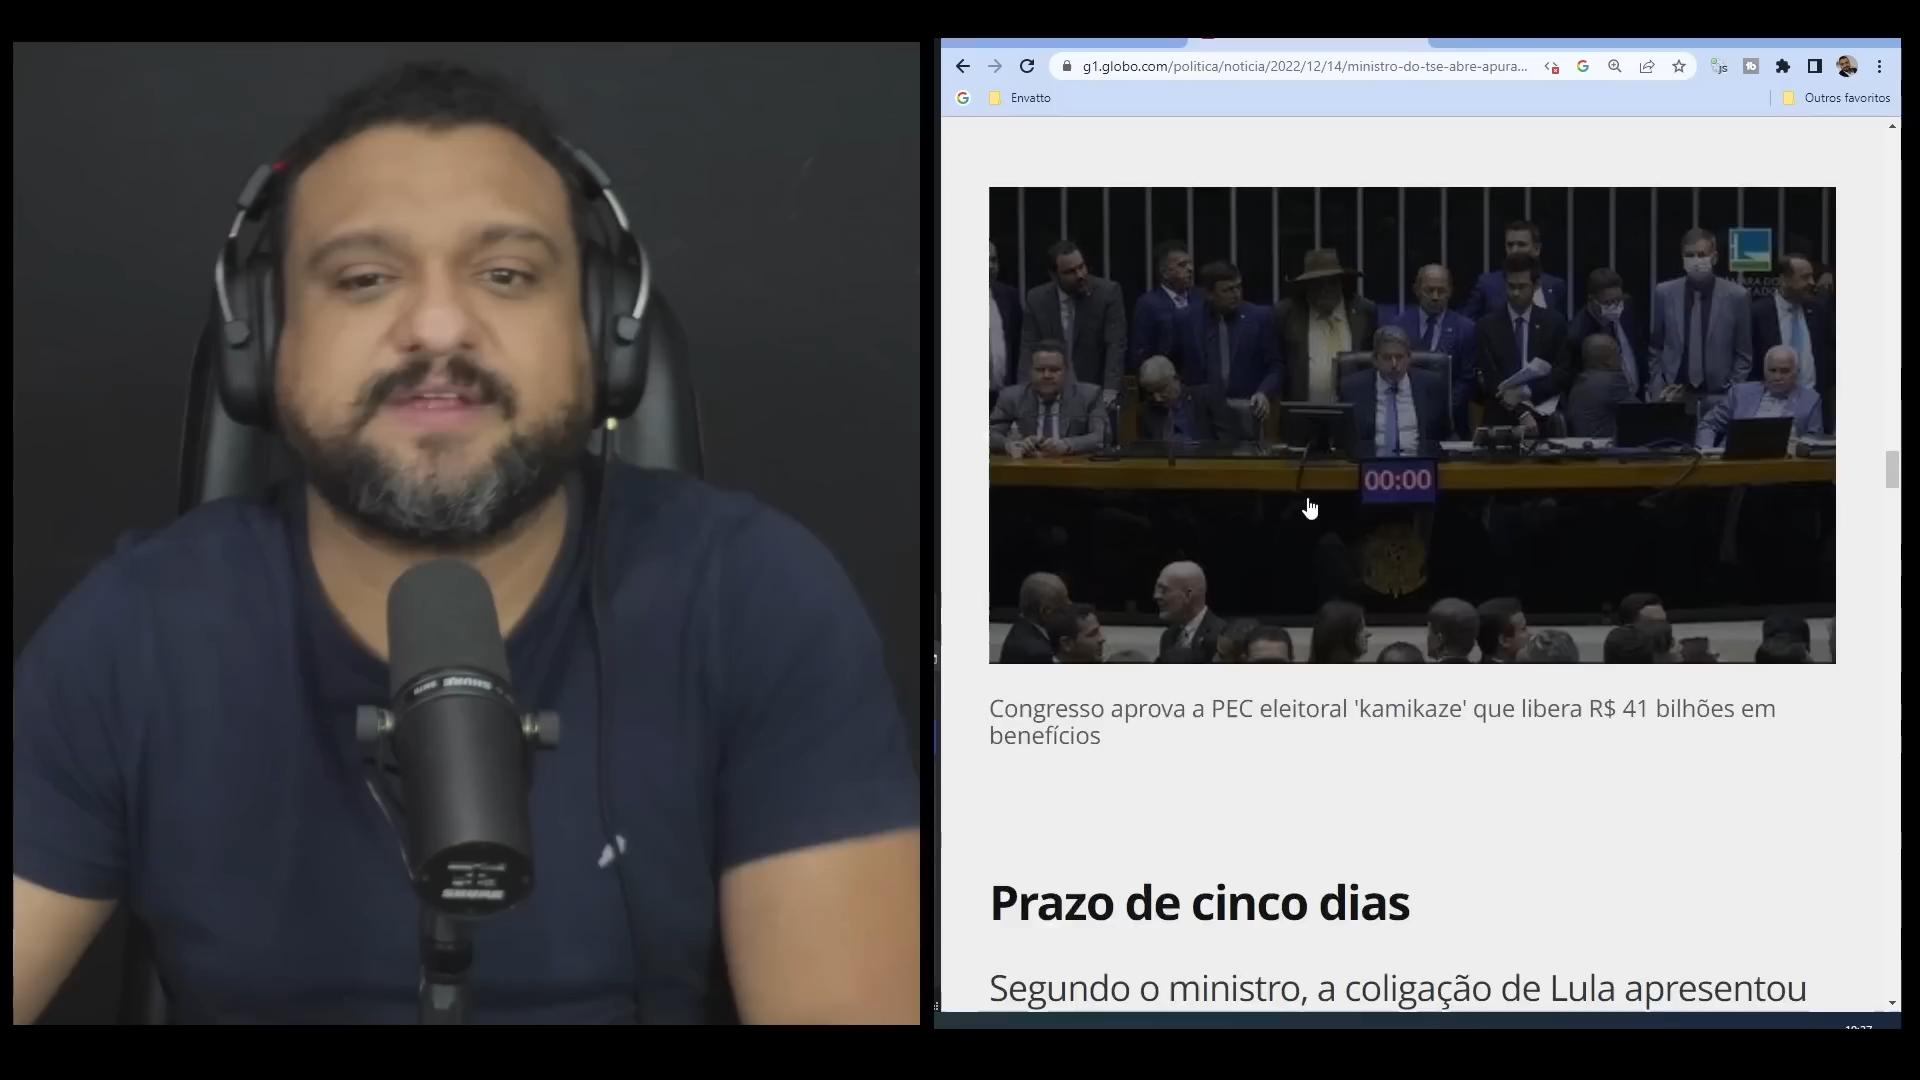 g1.globo.com/politica/noticia/2022/12/14/ministro-do-tse-abre-apura...
Envatto
Outros favoritos
00:00
Congresso aprova a PEC eleitoral 'kamikaze' que libera R$ 41 bilhões em
benefícios
Prazo de cinco dias
Segundo o ministro, a coligação de Lula apresentou
SHURE
SHURE